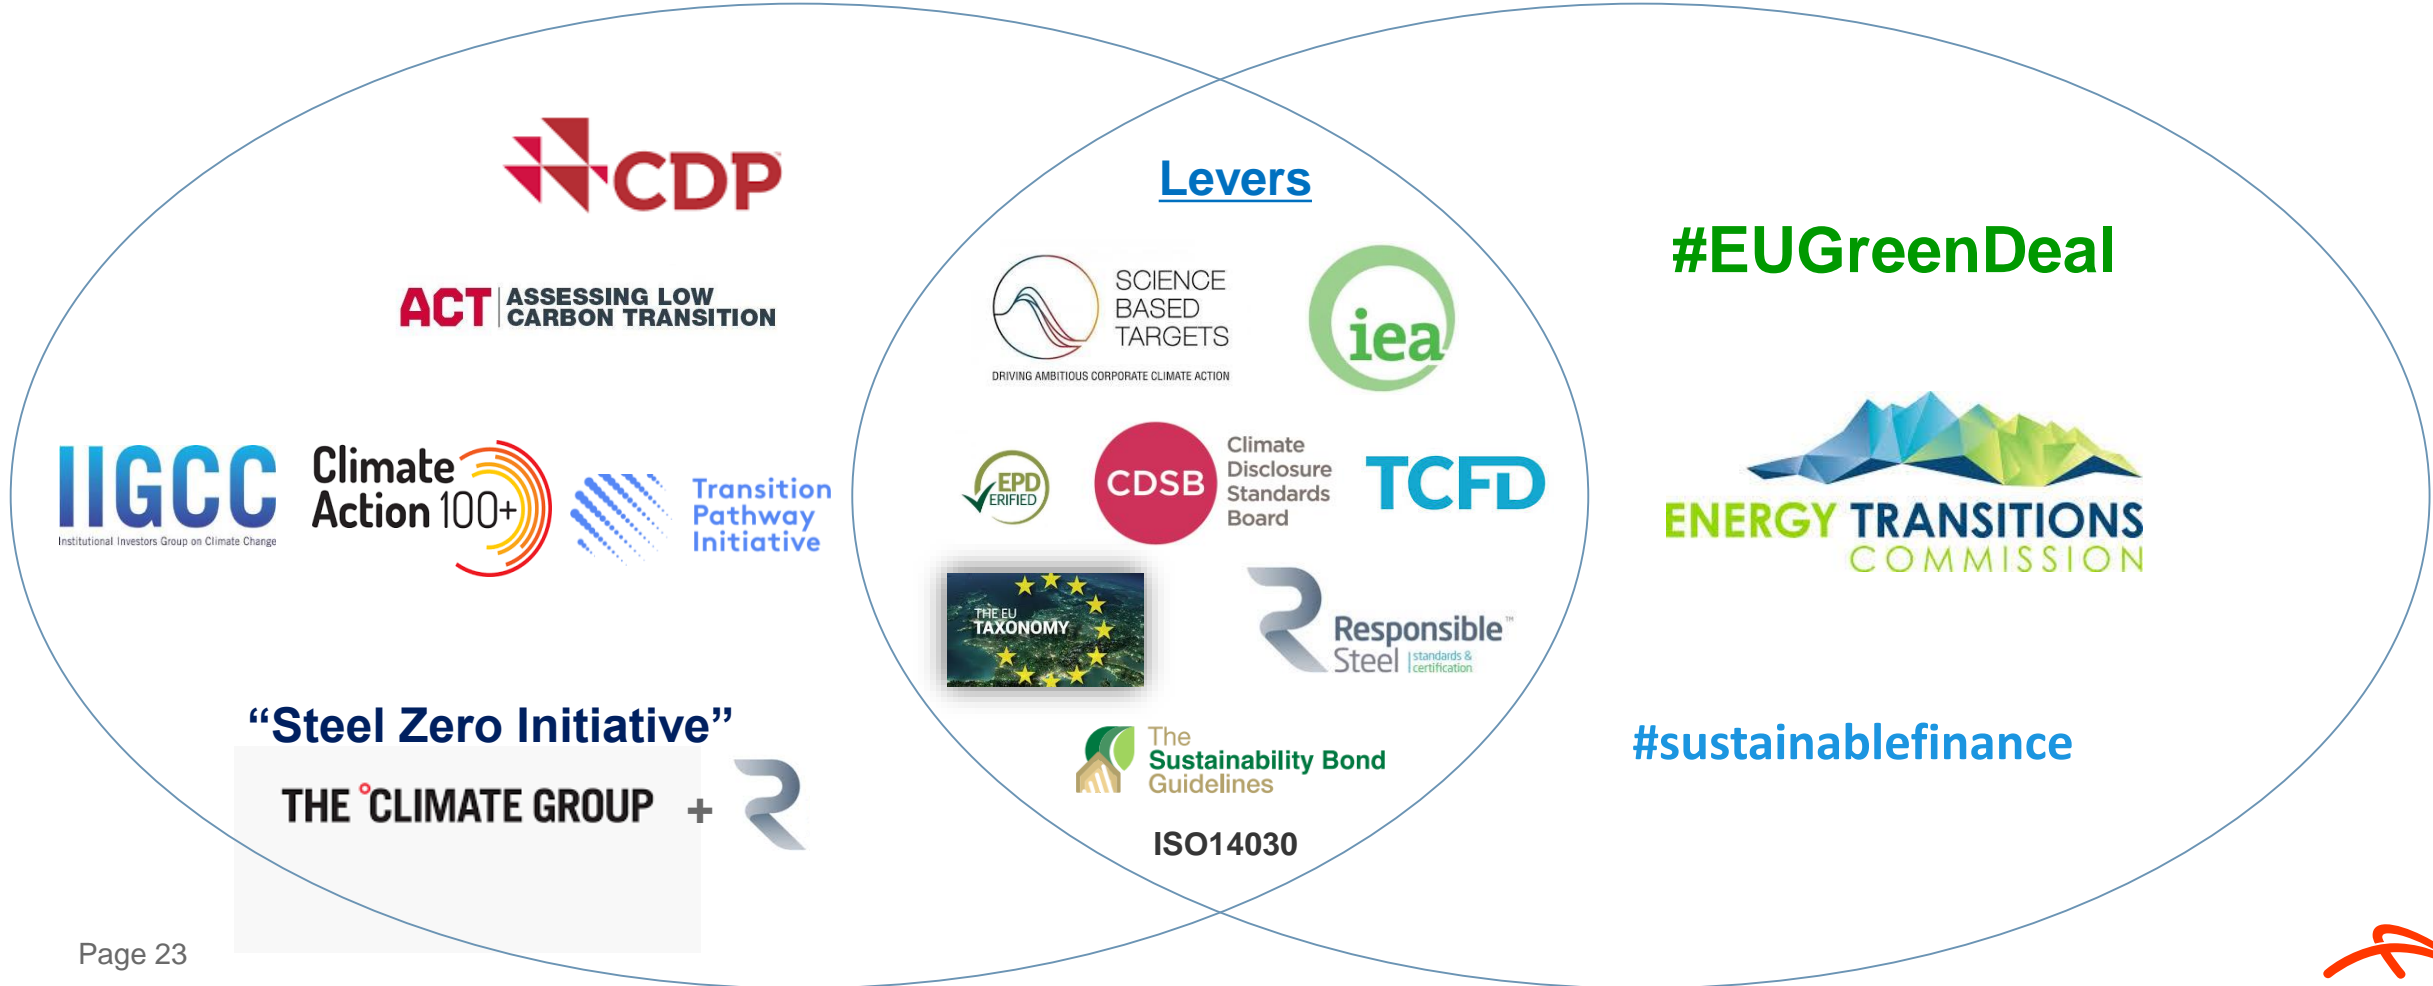 CDP
ACT ASSESSING LOW
CARBON TRANSITION
IIGCC
Institutional Investors Group on Climate Change
Climate
Action 100+
Transition
Pathway
Initiative
“Steel Zero Initiative”
THE °CLIMATE GROUP +
Levers
SCIENCE
BASED
TARGETS
DRIVING AMBITIOUS CORPORATE CLIMATE ACTION
iea
EPD
VERIFIED
CDSB
Climate
Disclosure
Standards
Board
TCFD
THE EU
TAXONOMY
Responsible™
Steel standards &
certification
The
Sustainability Bond
Guidelines
ISO14030
#EUGreenDeal
ENERGY TRANSITIONS
COMMISSION
#sustainablefinance
Page 23